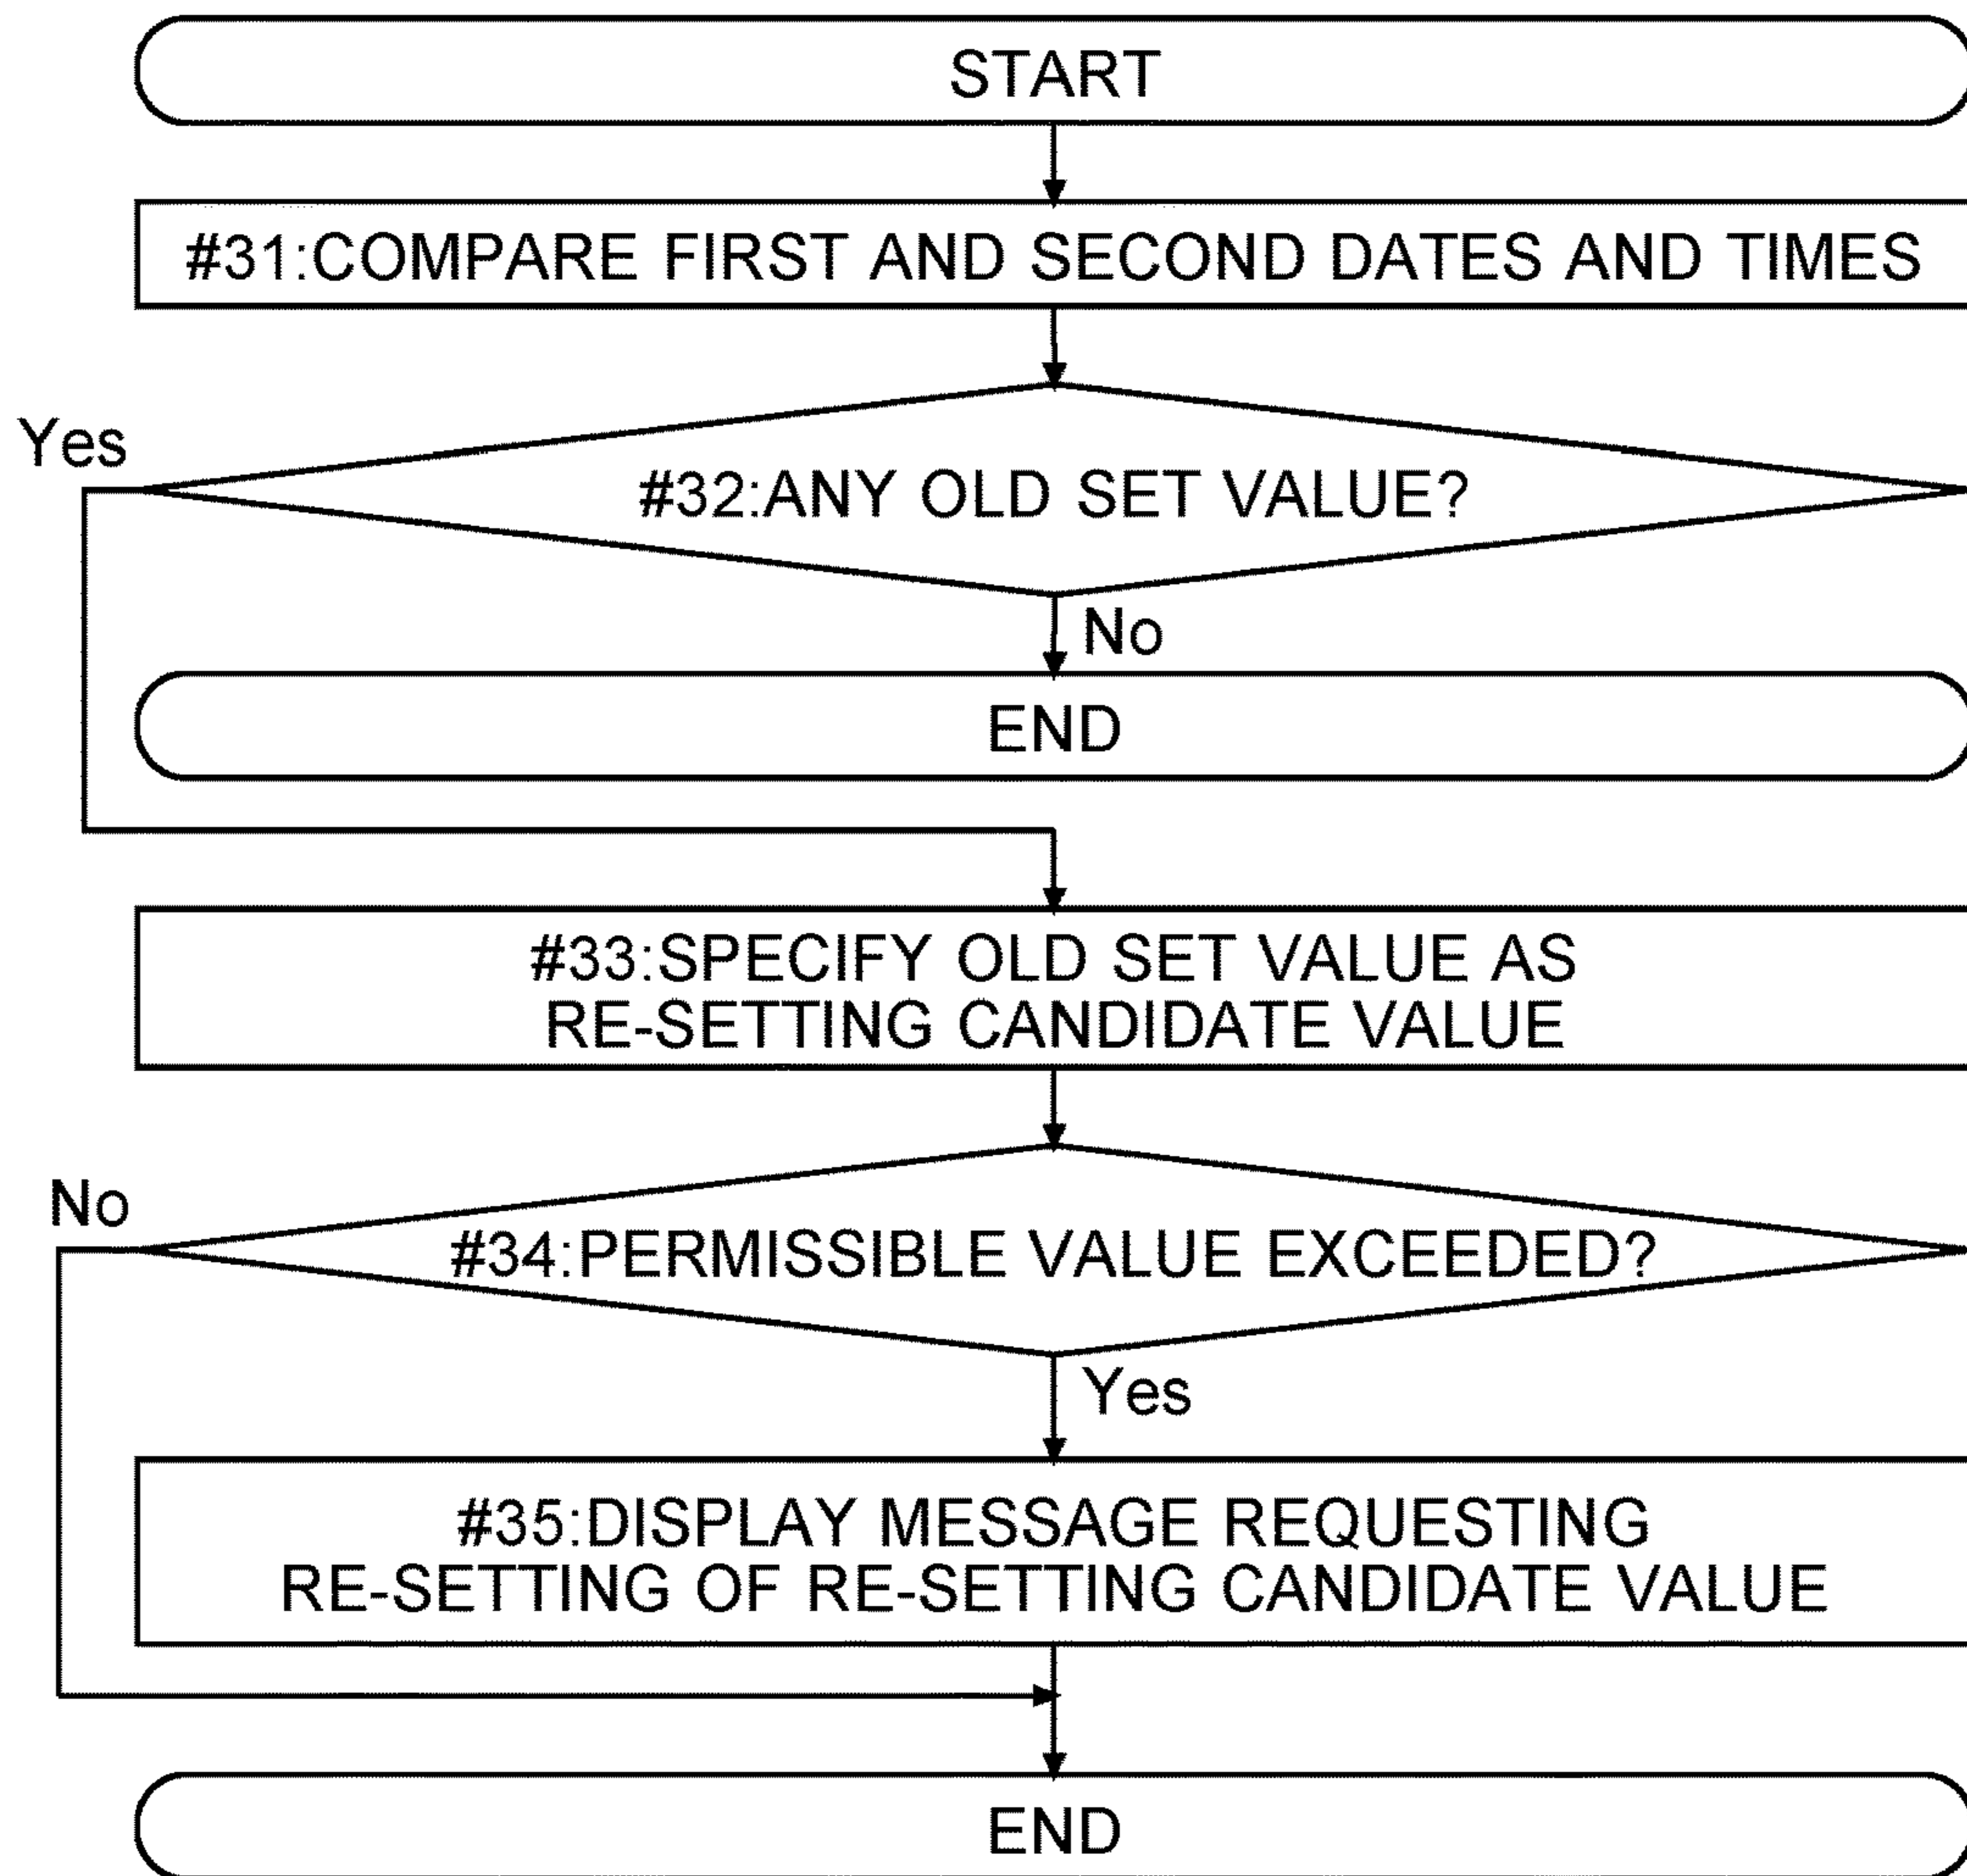 START
#31:COMPARE FIRST AND SECOND DATES AND TIMES
Yes
#32:ANY OLD SET VALUE?
No
END
#33:SPECIFY OLD SET VALUE AS
RE-SETTING CANDIDATE VALUE
No
#34:PERMISSIBLE VALUE EXCEEDED?
Yes
#35:DISPLAY MESSAGE REQUESTING
RE-SETTING OF RE-SETTING CANDIDATE VALUE
END